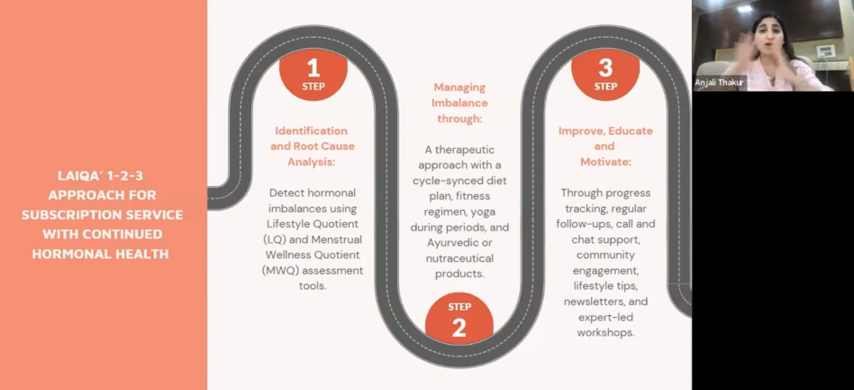 LAIQA' 1-2-3
APPROACH FOR
SUBSCRIPTION SERVICE
WITH CONTINUED
HORMONAL HEALTH
1
STEP
Identification
and Root Cause
Analysis:
Detect hormonal
imbalances using
Lifestyle Quotient
(LQ) and Menstrual
Wellness Quotient
(MWQ) assessment
tools.
Managing
Imbalance
through:
A therapeutic
approach with a
cycle-synced diet
plan, fitness
regimen, yoga
during periods, and
Ayurvedic or
nutraceutical
products.
STEP
2
3
STEP
Improve, Educate
and
Motivate:
Through progress
tracking, regular
follow-ups, call and
chat support,
community
engagement,
lifestyle tips,
newsletters, and
expert-led
workshops.
Anjali Thakur